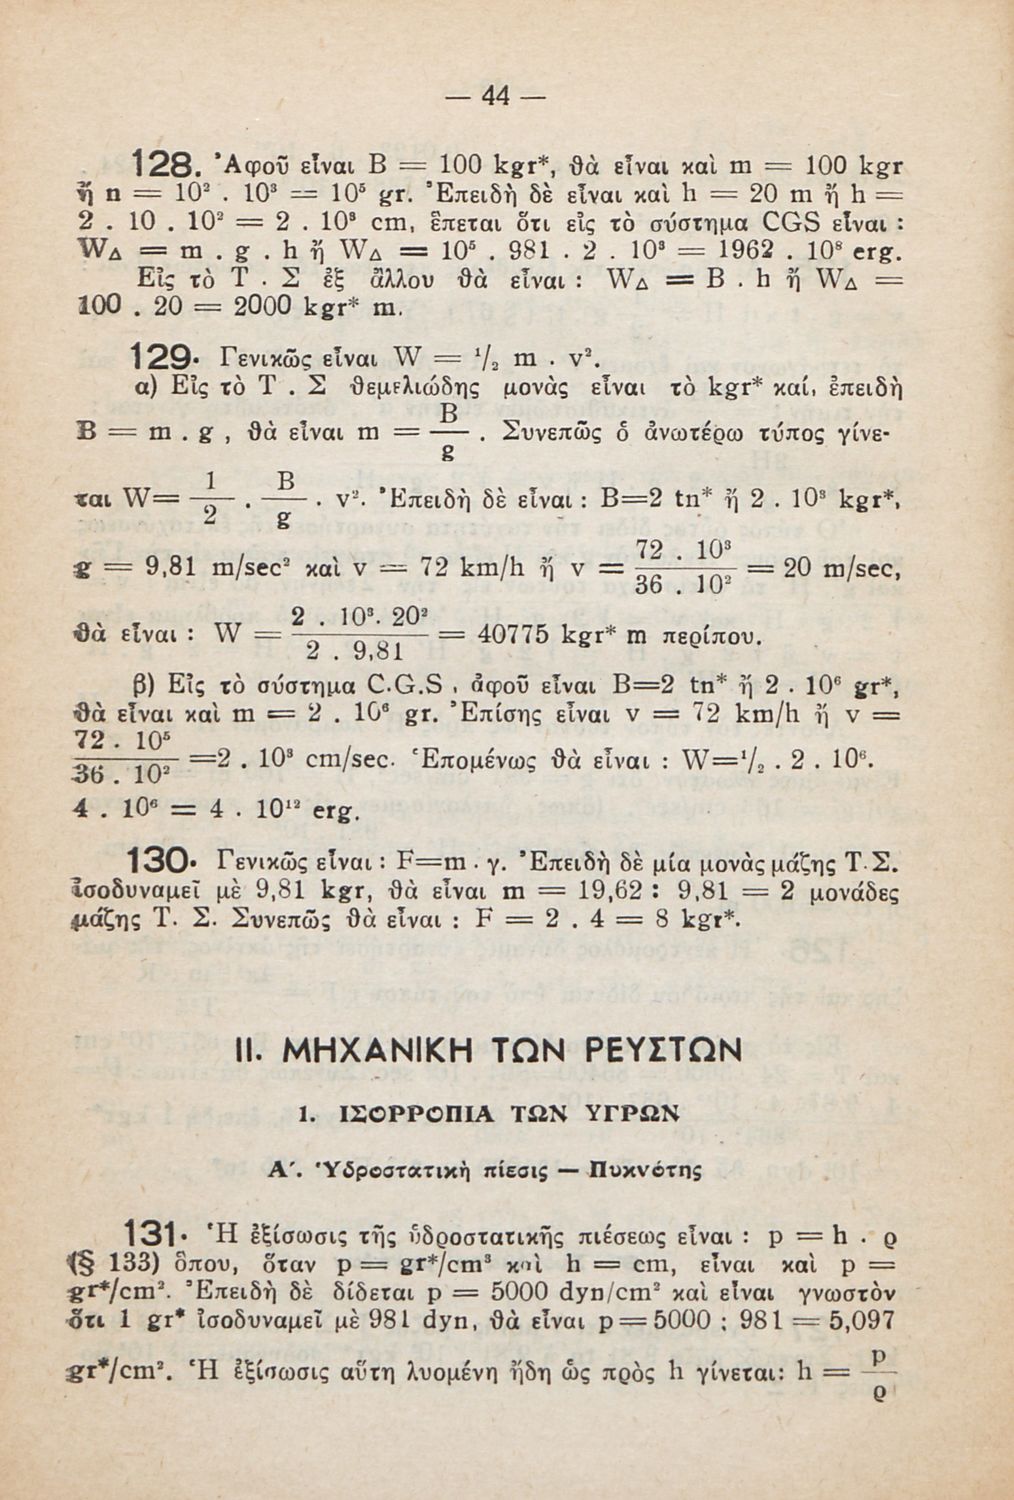 — 44 —
128. Ἀφοῦ εἶναι B = 100 kgr*, θὰ εἶναι καὶ m = 100 kgr
ἤ n = 10² . 10³ = 10⁵ gr. Ἐπειδὴ δὲ εἶναι καὶ h = 20 m ἤ h =
2 . 10 . 10² = 2 . 10³ cm, ἕπεται ὅτι εἰς τὸ σύστημα CGS εἶναι :
W_Δ = m . g . h ἤ W_Δ = 10⁵ . 981 . 2 . 10³ = 1962 . 10⁸ erg.
Εἰς τὸ Τ . Σ ἐξ ἄλλου θὰ εἶναι : W_Δ = B . h ἤ W_Δ =
100 . 20 = 2000 kgr* m.
129. Γενικῶς εἶναι W = ¹/₂ m . v².
α) Εἰς τὸ Τ . Σ θεμελιώδης μονὰς εἶναι τὸ kgr* καί, ἐπειδὴ
B = m . g , θὰ εἶναι m = B/g . Συνεπῶς ὁ ἀνωτέρω τύπος γίνε-
ται W= 1/2 . B/g . v². Ἐπειδὴ δὲ εἶναι : B=2 tn* ἤ 2 . 10³ kgr*,
g = 9,81 m/sec² καὶ v = 72 km/h ἤ v = 72 . 10³/36 . 10² = 20 m/sec,
θὰ εἶναι : W = 2 . 10³. 20²/2 . 9,81 = 40775 kgr* m περίπου.
β) Εἰς τὸ σύστημα C.G.S , ἀφοῦ εἶναι B=2 tn* ἤ 2 . 10⁶ gr*,
θὰ εἶναι καὶ m = 2 . 10⁶ gr. Ἐπίσης εἶναι v = 72 km/h ἤ v =
72 . 10⁵/36 . 10² =2 . 10³ cm/sec. Ἑπομένως θὰ εἶναι : W=¹/₂ . 2 . 10⁶.
4 . 10⁶ = 4 . 10¹² erg.
130. Γενικῶς εἶναι : F=m . γ. Ἐπειδὴ δὲ μία μονὰς μάζης Τ.Σ.
ἰσοδυναμεῖ μὲ 9,81 kgr, θὰ εἶναι m = 19,62 : 9,81 = 2 μονάδες
μάζης Τ. Σ. Συνεπῶς θὰ εἶναι : F = 2 . 4 = 8 kgr*.
II. ΜΗΧΑΝΙΚΗ ΤΩΝ ΡΕΥΣΤΩΝ
1. ΙΣΟΡΡΟΠΙΑ ΤΩΝ ΥΓΡΩΝ
Α΄. Ὑδροστατικὴ πίεσις — Πυκνότης
131. Ἡ ἐξίσωσις τῆς ὑδροστατικῆς πιέσεως εἶναι : p = h . ρ
(§ 133) ὅπου, ὅταν p = gr*/cm³ καὶ h = cm, εἶναι καὶ p =
gr*/cm². Ἐπειδὴ δὲ δίδεται p = 5000 dyn/cm² καὶ εἶναι γνωστὸν
ὅτι 1 gr* ἰσοδυναμεῖ μὲ 981 dyn, θὰ εἶναι p = 5000 : 981 = 5,097
gr*/cm². Ἡ ἐξίσωσις αὕτη λυομένη ἤδη ὡς πρὸς h γίνεται: h = p/ρ